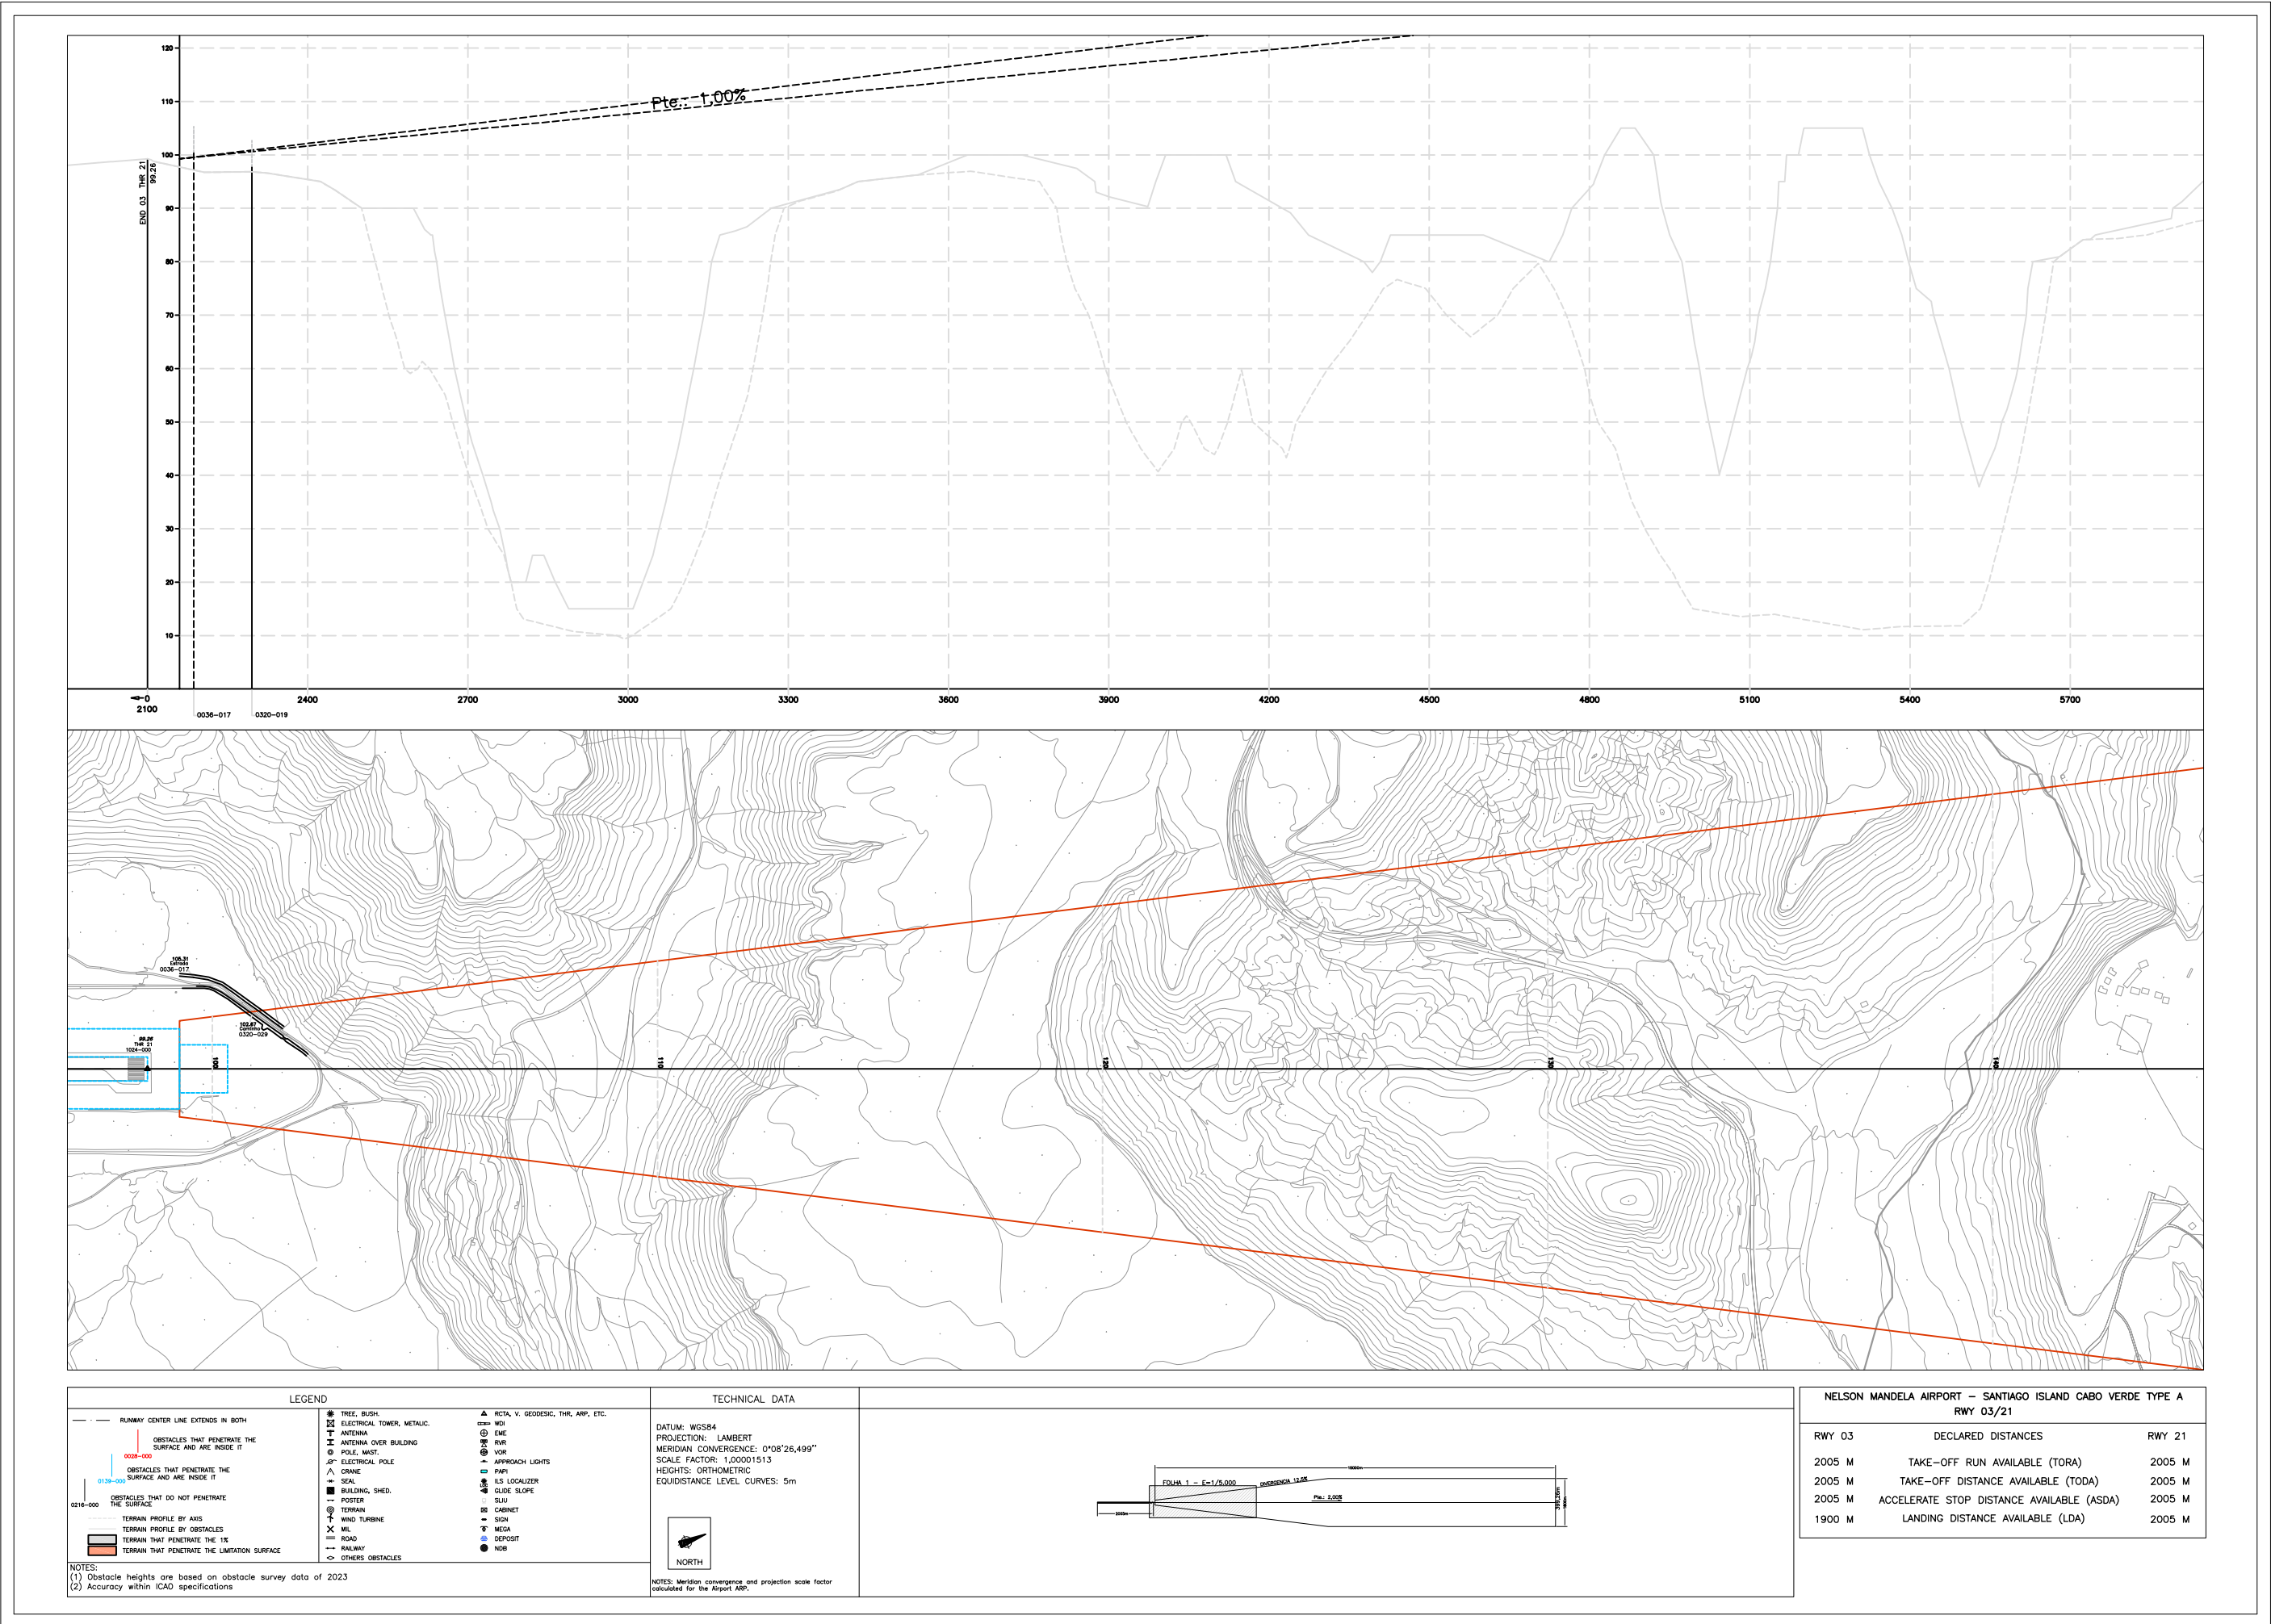 120
110
100
90
80
70
60
50
40
30
20
10
Pte.: 1,00%
END 03 THR 21
99.26
0
2100
2400
2700
3000
3300
3600
3900
4200
4500
4800
5100
5400
5700
0036-017
0320-019
105.31
Estrada
0036-017
102.67
Caminho
0320-029
99.26
THR 21
1024-000
100
110
120
130
140
LEGEND
RUNWAY CENTER LINE EXTENDS IN BOTH
OBSTACLES THAT PENETRATE THE
SURFACE AND ARE INSIDE IT
0028-000
OBSTACLES THAT PENETRATE THE
SURFACE AND ARE INSIDE IT
0139-000
OBSTACLES THAT DO NOT PENETRATE
THE SURFACE
0216-000
TERRAIN PROFILE BY AXIS
TERRAIN PROFILE BY OBSTACLES
TERRAIN THAT PENETRATE THE 1%
TERRAIN THAT PENETRATE THE LIMITATION SURFACE
TREE, BUSH.
ELECTRICAL TOWER, METALIC.
ANTENNA
ANTENNA OVER BUILDING
POLE, MAST.
ELECTRICAL POLE
CRANE
SEAL
BUILDING, SHED.
POSTER
TERRAIN
WIND TURBINE
MIL
ROAD
RAILWAY
OTHERS OBSTACLES
RCTA, V. GEODESIC, THR, ARP, ETC.
WDI
EME
RVR
VOR
APPROACH LIGHTS
PAPI
ILS LOCALIZER
GLIDE SLOPE
SLIU
CABINET
SIGN
MEGA
DEPOSIT
NDB
NOTES:
(1) Obstacle heights are based on obstacle survey data of 2023
(2) Accuracy within ICAO specifications
TECHNICAL DATA
DATUM: WGS84
PROJECTION: LAMBERT
MERIDIAN CONVERGENCE: 0°08'26,499''
SCALE FACTOR: 1,00001513
HEIGHTS: ORTHOMETRIC
EQUIDISTANCE LEVEL CURVES: 5m
NORTH
NOTES: Meridian convergence and projection scale factor
calculated for the Airport ARP.
FOLHA 1 - E=1/5.000
DIVERGENCIA 12,5%
Pte.: 2,00%
399,26m
NELSON MANDELA AIRPORT - SANTIAGO ISLAND CABO VERDE TYPE A
RWY 03/21
RWY 03 DECLARED DISTANCES RWY 21
2005 M TAKE-OFF RUN AVAILABLE (TORA) 2005 M
2005 M TAKE-OFF DISTANCE AVAILABLE (TODA) 2005 M
2005 M ACCELERATE STOP DISTANCE AVAILABLE (ASDA) 2005 M
1900 M LANDING DISTANCE AVAILABLE (LDA) 2005 M